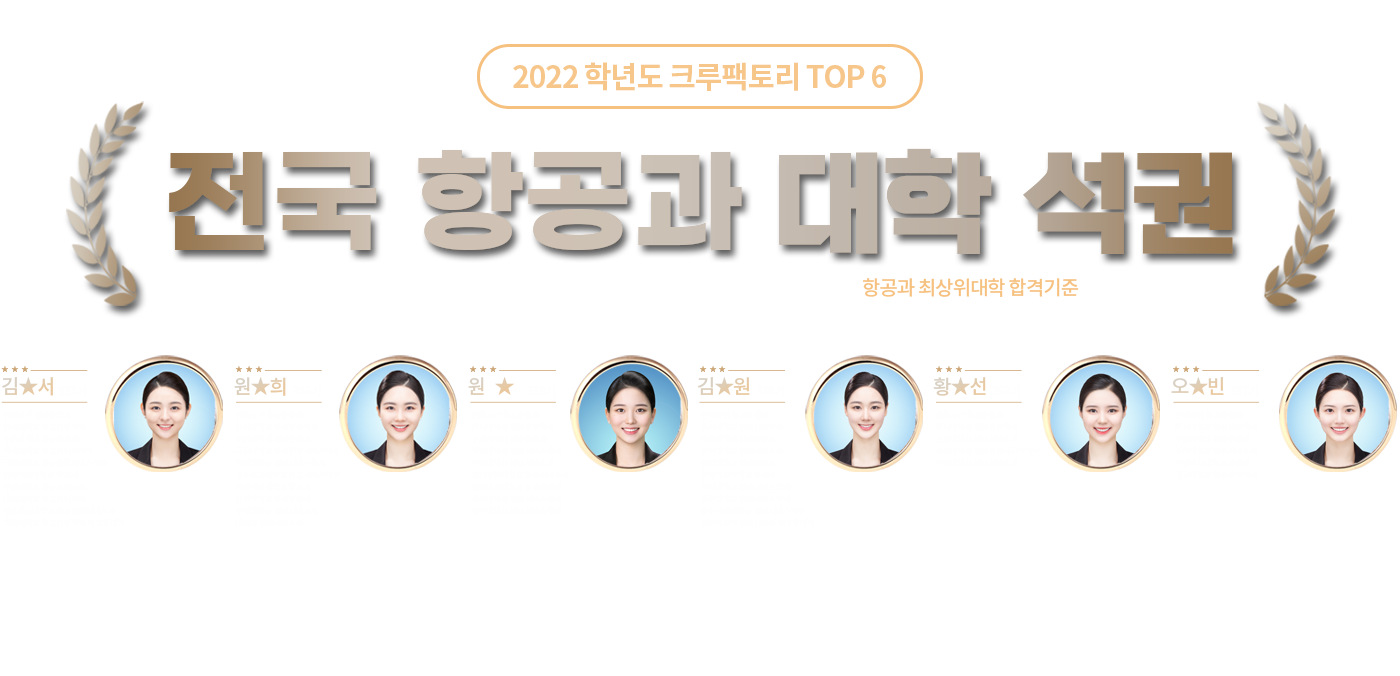 2022 학년도 크루팩토리 TOP 6
전국 항공과 대학 석권
항공과 최상위대학 합격기준
김★서
원★희
원 ★
김★원
황★선
오★빈